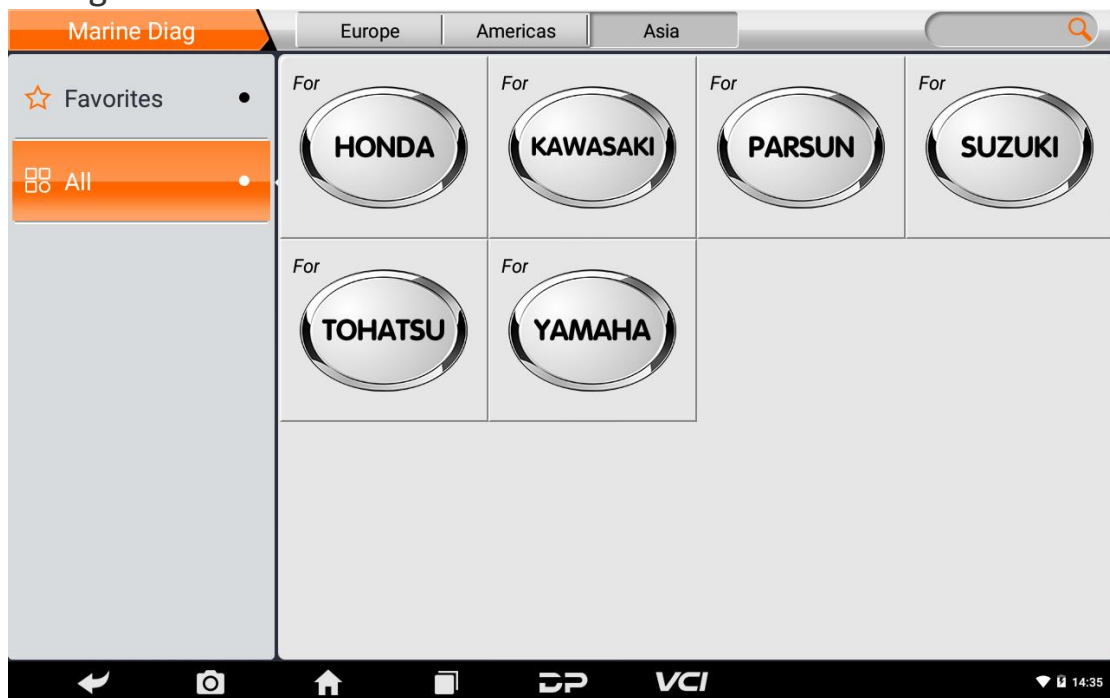 Marine Diag
Europe
Americas
Asia
Favorites
All
For
HONDA
For
KAWASAKI
For
PARSUN
For
SUZUKI
For
TOHATSU
For
YAMAHA
DP
VCI
14:35